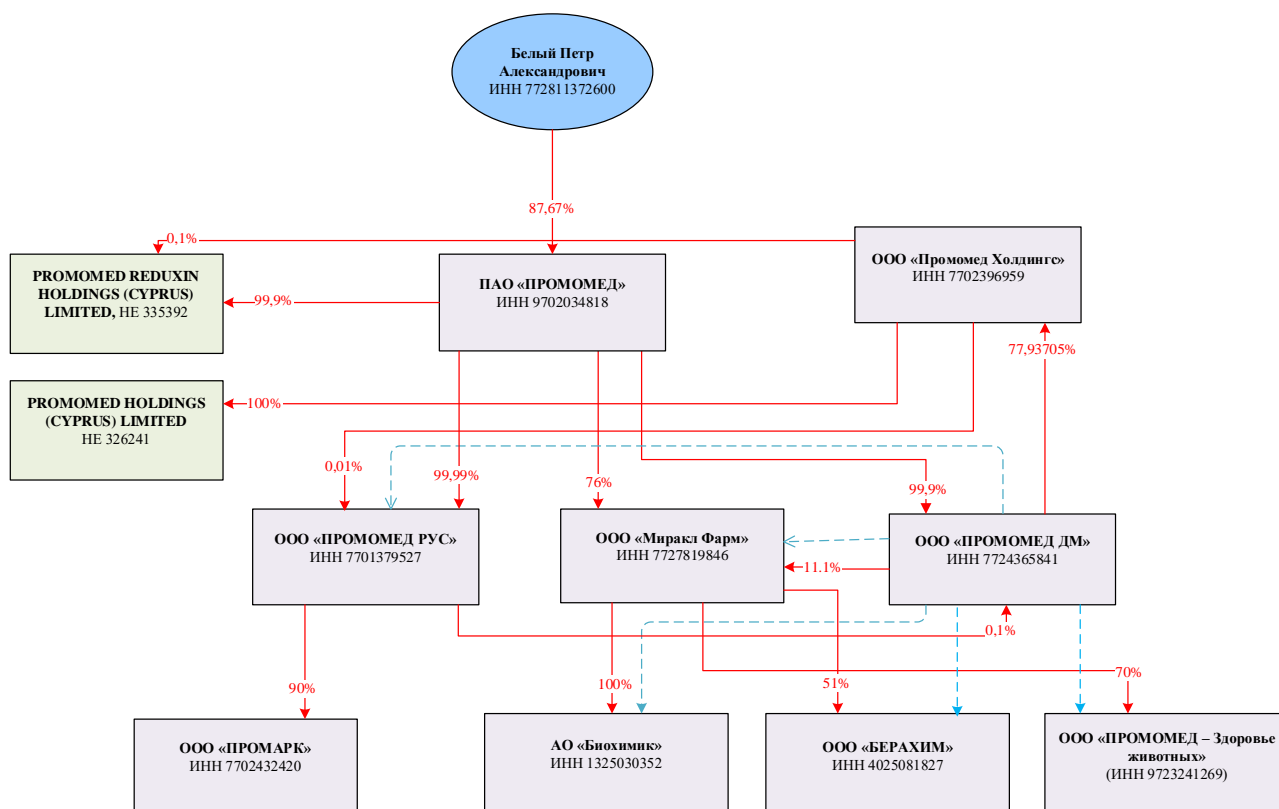 Белый Петр
Александрович
ИНН 772811372600
87,67%
0,1%
PROMOMED REDUXIN
HOLDINGS (CYPRUS)
LIMITED, HE 335392
99,9%
ПАО «ПРОМОМЕД»
ИНН 9702034818
ООО «Промомед Холдингс»
ИНН 7702396959
77,93705%
PROMOMED HOLDINGS
(CYPRUS) LIMITED
HE 326241
100%
0,01%
99,99%
76%
99,9%
ООО «ПРОМОМЕД РУС»
ИНН 7701379527
ООО «Миракл Фарм»
ИНН 7727819846
ООО «ПРОМОМЕД ДМ»
ИНН 7724365841
11.1%
0,1%
90%
100%
51%
70%
ООО «ПРОМАРК»
ИНН 7702432420
АО «Биохимик»
ИНН 1325030352
ООО «БЕРАХИМ»
ИНН 4025081827
ООО «ПРОМОМЕД – Здоровье
животных»
(ИНН 9723241269)